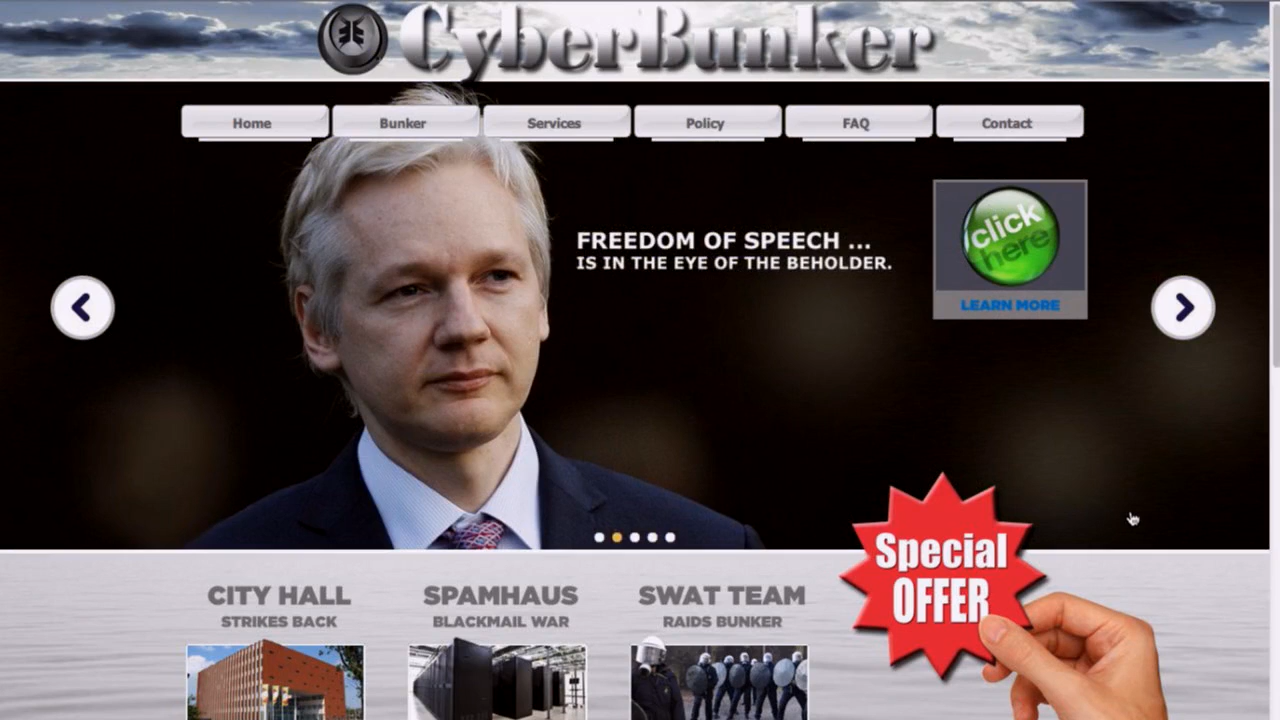 CyberBunker
Home Bunker Services Policy FAQ Contact
FREEDOM OF SPEECH ...
IS IN THE EYE OF THE BEHOLDER.
click
here
LEARN MORE
Special
OFFER
CITY HALL
STRIKES BACK
SPAMHAUS
BLACKMAIL WAR
SWAT TEAM
RAIDS BUNKER